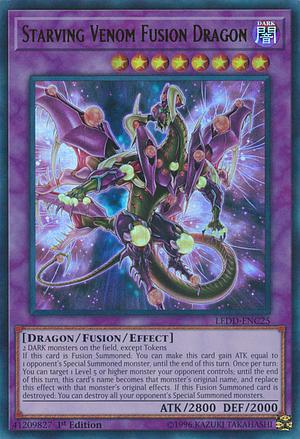 STARVING VENOM FUSION DRAGON
DARK
闇
LEDD-ENC25
[Dragon/Fusion/Effect]
2 DARK monsters on the field, except Tokens
If this card is Fusion Summoned: You can make this card gain ATK equal to
1 opponent's Special Summoned monster, until the end of this turn. Once per turn:
You can target 1 Level 5 or higher monster your opponent controls; until the end
of this turn, this card's name becomes that monster's original name, and replace
this effect with that monster's original effects. If this Fusion Summoned card is
destroyed: You can destroy all your opponent's Special Summoned monsters.
ATK/2800 DEF/2000
41209827 1st Edition ©1996 KAZUKI TAKAHASHI